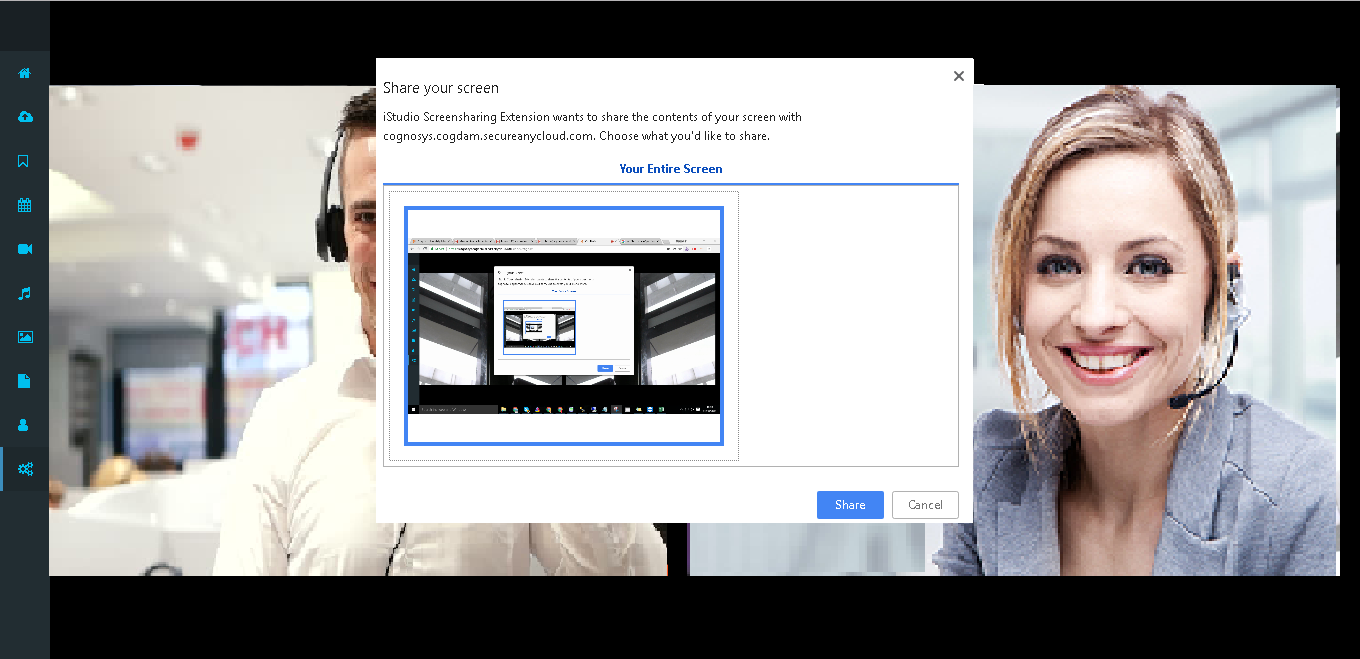 Share your screen
iStudio Screensharing Extension wants to share the contents of your screen with
cognosys.cogdam.secureanycloud.com. Choose what you'd like to share.
Your Entire Screen
Share
Cancel